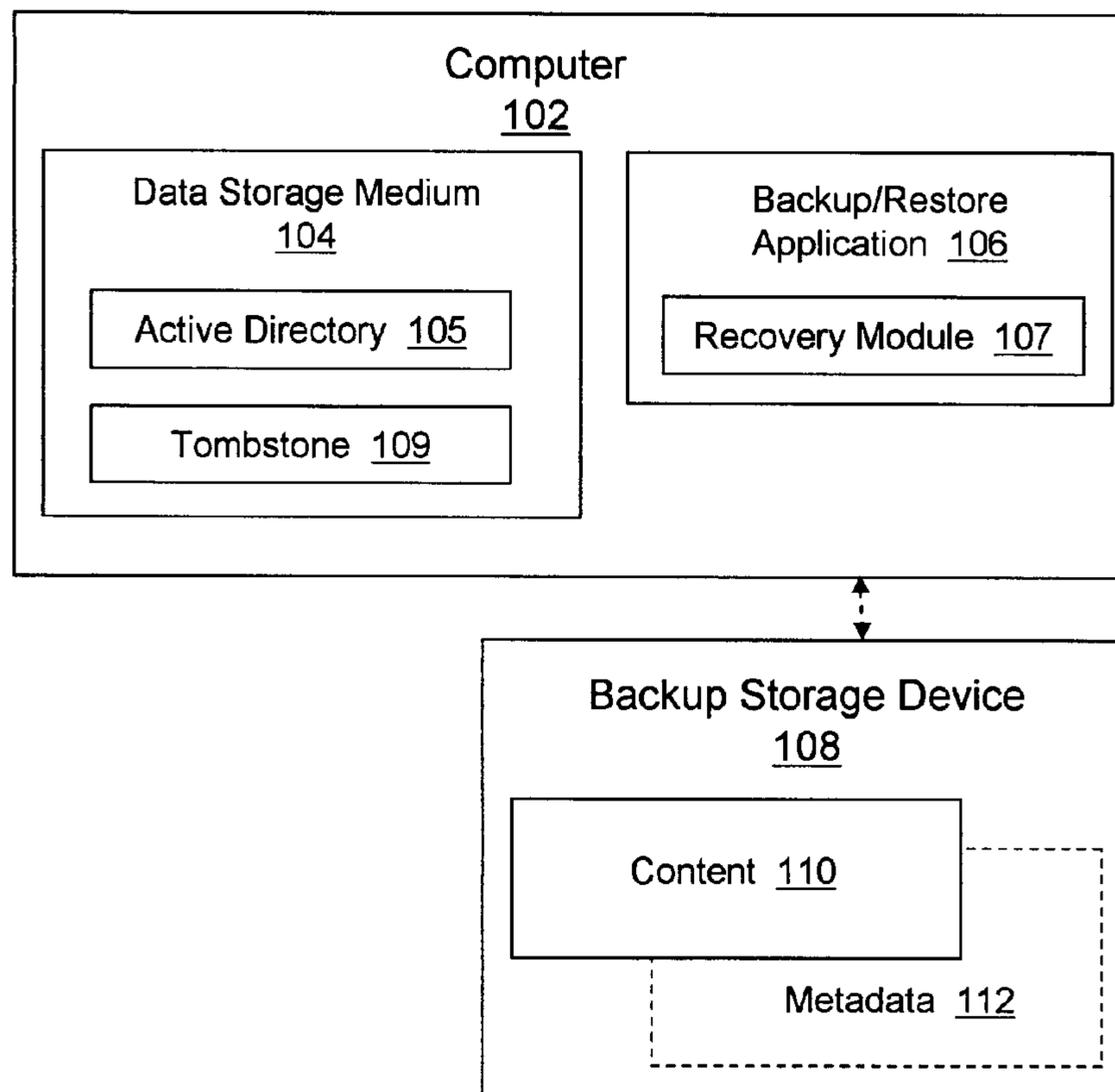 Computer
102
Data Storage Medium
104
Active Directory 105
Tombstone 109
Backup/Restore
Application 106
Recovery Module 107
Backup Storage Device
108
Content 110
Metadata 112